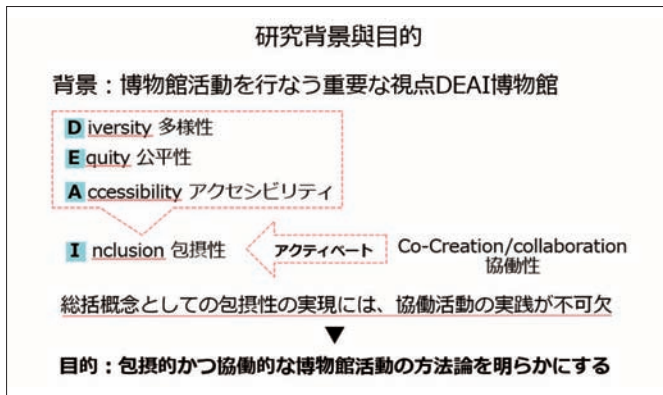 研究背景與目的
背景：博物館活動を行なう重要な視点DEAI博物館
Diversity 多様性
Equity 公平性
Accessibility アクセシビリティ
Inclusion 包摂性
アクティベート
Co-Creation/collaboration
協働性
総括概念としての包摂性の実現には、協働活動の実践が不可欠
▼
目的：包摂的かつ協働的な博物館活動の方法論を明らかにする